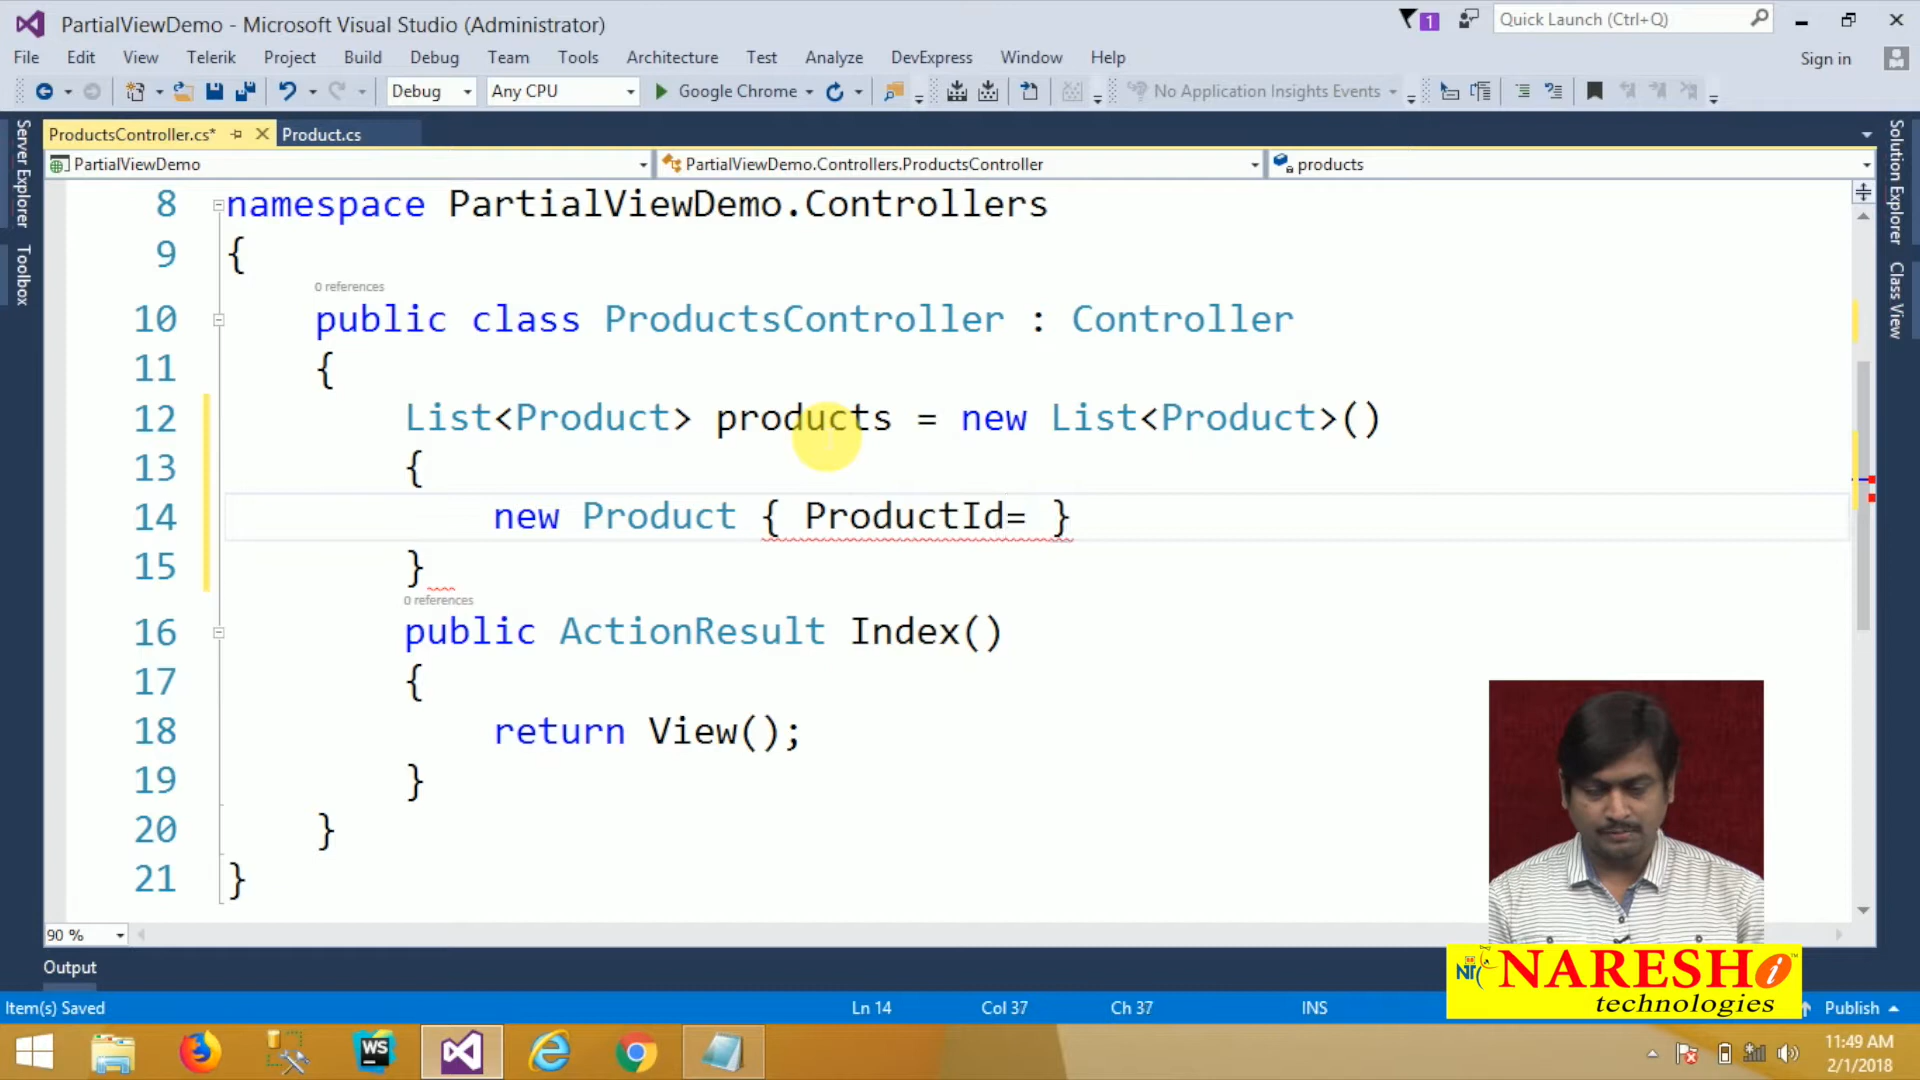 PartialViewDemo - Microsoft Visual Studio (Administrator)
1
Quick Launch (Ctrl+Q)
File Edit View Telerik Project Build Debug Team Tools Architecture Test Analyze DevExpress Window Help
Sign in
Debug Any CPU Google Chrome No Application Insights Events
ProductsController.cs* Product.cs
PartialViewDemo PartialViewDemo.Controllers.ProductsController products
Server Explorer
Toolbox
Solution Explorer
Class View
8 namespace PartialViewDemo.Controllers
9 {
0 references
10 public class ProductsController : Controller
11 {
12 List<Product> products = new List<Product>()
13 {
14 new Product { ProductId= }
15 }
0 references
16 public ActionResult Index()
17 {
18 return View();
19 }
20 }
21 }
90 %
Output
NARESH i
technologies
Item(s) Saved Ln 14 Col 37 Ch 37 INS Publish
WS
11:49 AM
2/1/2018